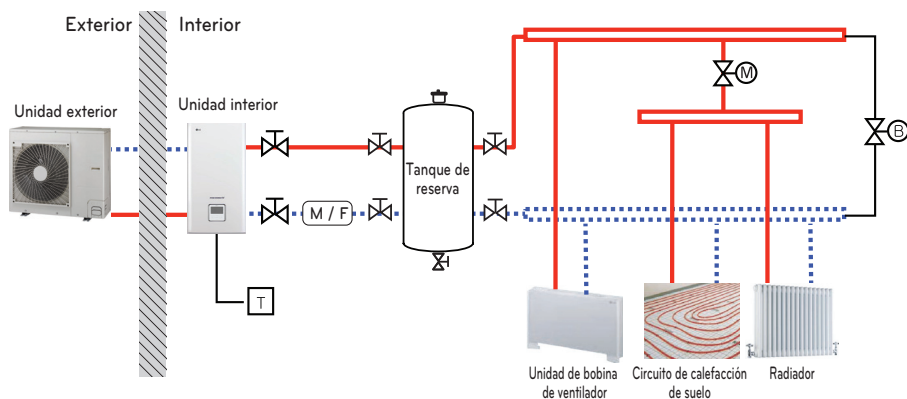 Exterior
Interior
Unidad exterior
Unidad interior
M
B
Tanque de
reserva
M / F
T
Unidad de bobina
de ventilador
Circuito de calefacción
de suelo
Radiador